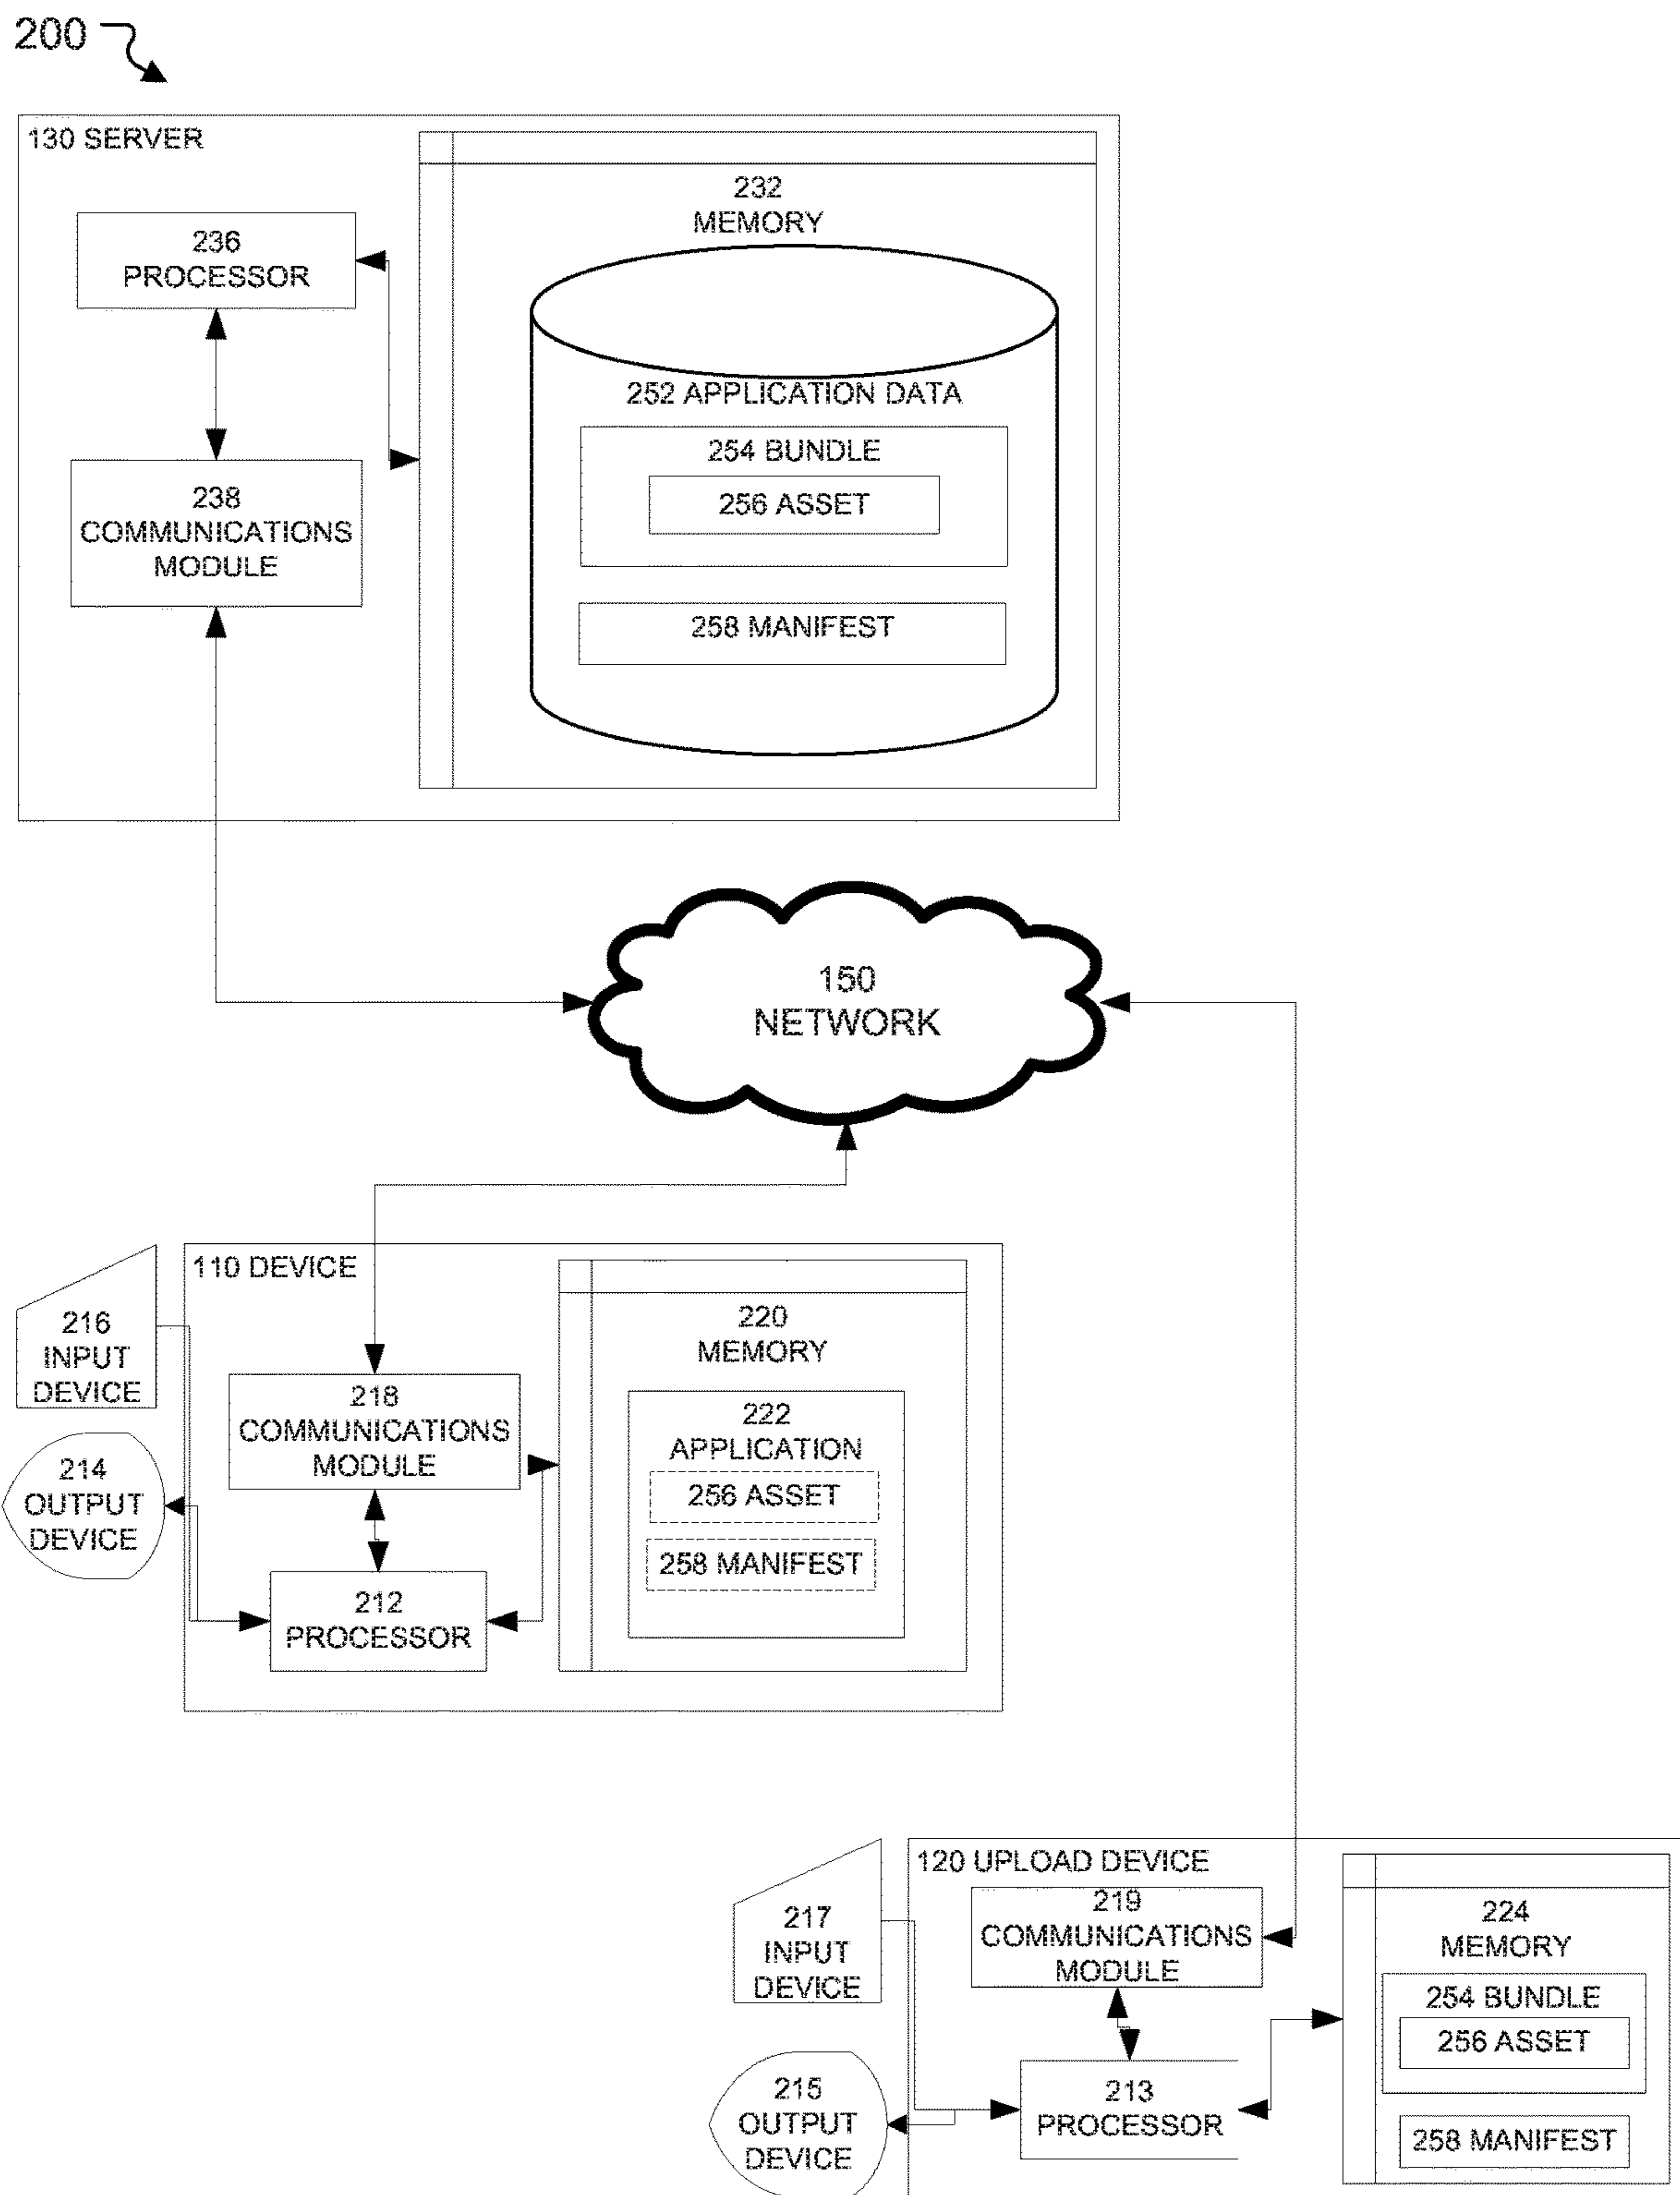 200
130 SERVER
232
MEMORY
236
PROCESSOR
252 APPLICATION DATA
254 BUNDLE
256 ASSET
238
COMMUNICATIONS
MODULE
258 MANIFEST
150
NETWORK
110 DEVICE
216
INPUT
DEVICE
220
MEMORY
218
COMMUNICATIONS
MODULE
222
APPLICATION
256 ASSET
258 MANIFEST
214
OUTPUT
DEVICE
212
PROCESSOR
120 UPLOAD DEVICE
217
INPUT
DEVICE
219
COMMUNICATIONS
MODULE
224
MEMORY
254 BUNDLE
256 ASSET
215
OUTPUT
DEVICE
213
PROCESSOR
258 MANIFEST